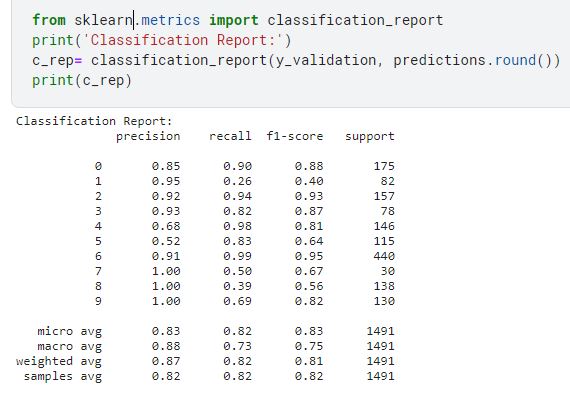 from sklearn.metrics import classification_report
print('Classification Report:')
c_rep= classification_report(y_validation, predictions.round())
print(c_rep)
Classification Report:
precision recall f1-score support
0 0.85 0.90 0.88 175
1 0.95 0.26 0.40 82
2 0.92 0.94 0.93 157
3 0.93 0.82 0.87 78
4 0.68 0.98 0.81 146
5 0.52 0.83 0.64 115
6 0.91 0.99 0.95 440
7 1.00 0.50 0.67 30
8 1.00 0.39 0.56 138
9 1.00 0.69 0.82 130
micro avg 0.83 0.82 0.83 1491
macro avg 0.88 0.73 0.75 1491
weighted avg 0.87 0.82 0.81 1491
samples avg 0.82 0.82 0.82 1491